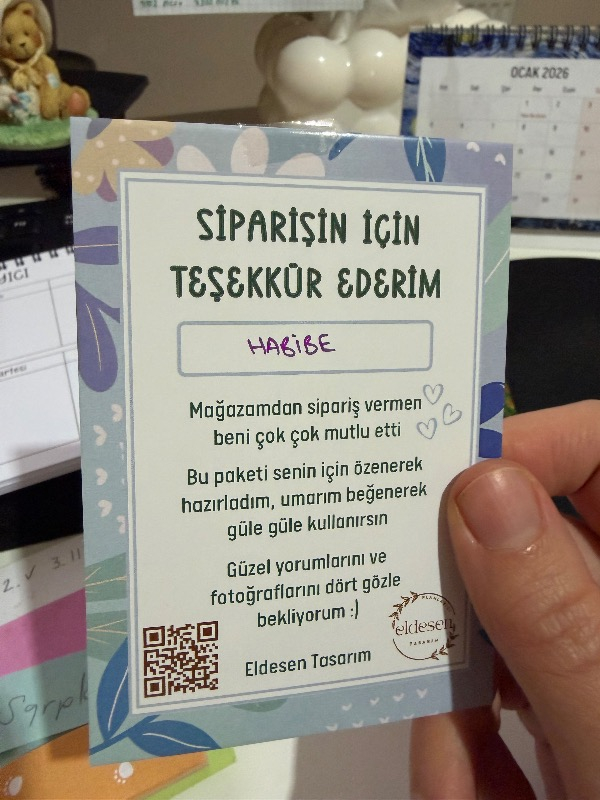 OCAK 2026
SİPARİŞİN İÇİN
TEŞEKKÜR EDERİM
HABİBE
Mağazamdan sipariş vermen
beni çok çok mutlu etti
Bu paketi senin için özenerek
hazırladım, umarım beğenerek
güle güle kullanırsın
Güzel yorumlarını ve
fotoğraflarını dört gözle
bekliyorum :)
eldesen
TASARIM
Eldesen Tasarım